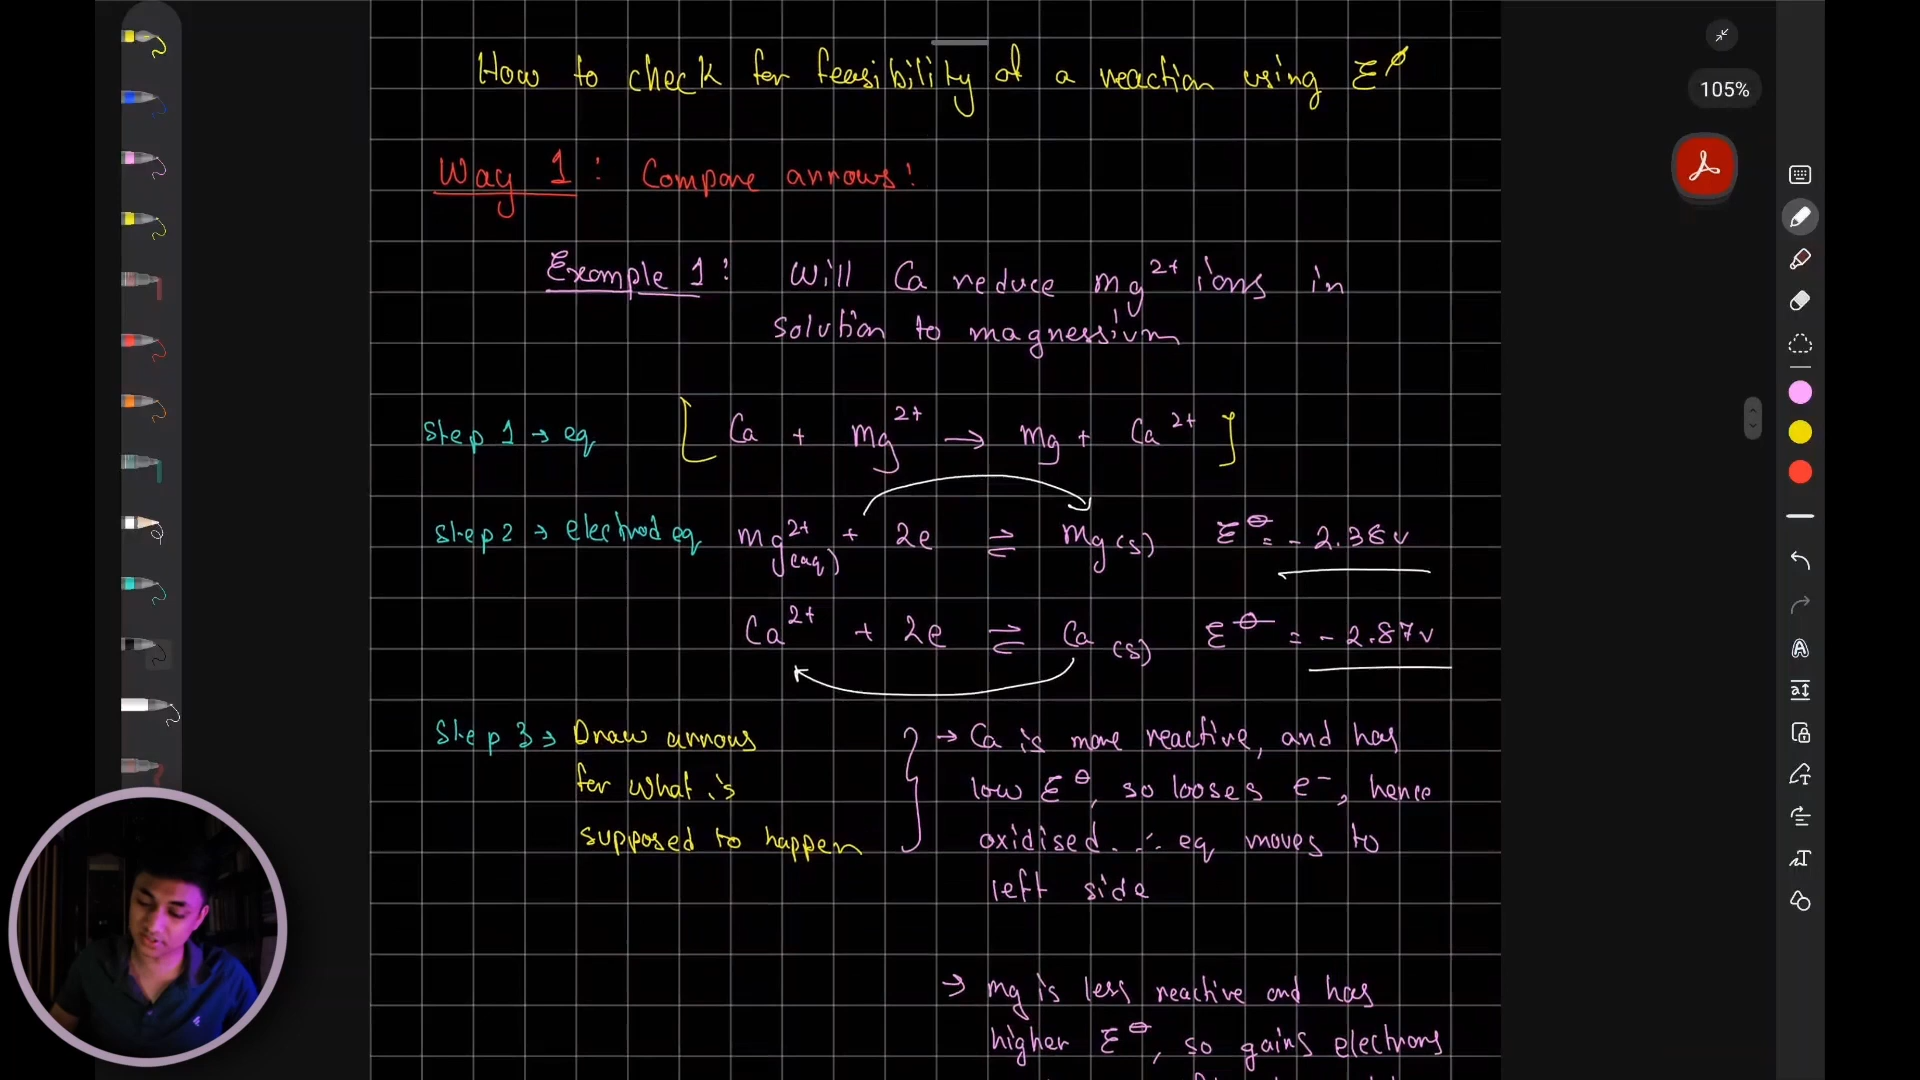 How to check for feesibility of a reaction using E⦵
105%
Way 1: Compare arrows!
Example 1: Will Ca reduce mg²⁺ ions in
solution to magnessium
Step 1 → eq [Ca + mg²⁺ → mg + Ca²⁺]
Step 2 → electrod eq mg²⁺(aq) + 2e ⇌ mg(s) E⦵ = -2.38v
Ca²⁺ + 2e ⇌ Ca(s) E⦵ = -2.87v
Step 3 → Draw arrows
for what is
supposed to happen
→ Ca is more reactive, and has
low E⦵, so looses e⁻, hence
oxidised. ∴ eq moves to
left side
→ mg is less reactive and has
higher E⦵, so gains electrons